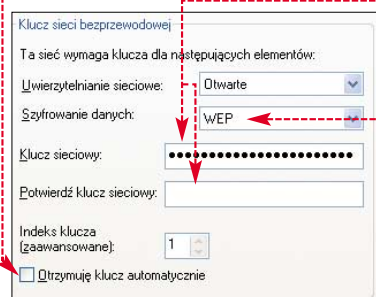 Klucz sieci bezprzewodowej
Ta sieć wymaga klucza dla następujących elementów:
Uwierzytelnianie sieciowe: Otwarte
Szyfrowanie danych: WEP
Klucz sieciowy: •••••••••••••••••••••••
Potwierdź klucz sieciowy:
Indeks klucza
(zaawansowane): 1
Otrzymuję klucz automatycznie